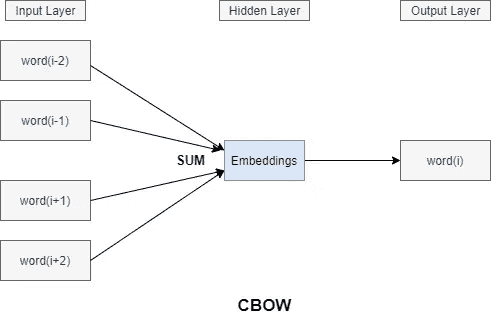 Input Layer
Hidden Layer
Output Layer
word(i-2)
word(i-1)
SUM
Embeddings
word(i)
word(i+1)
word(i+2)
CBOW